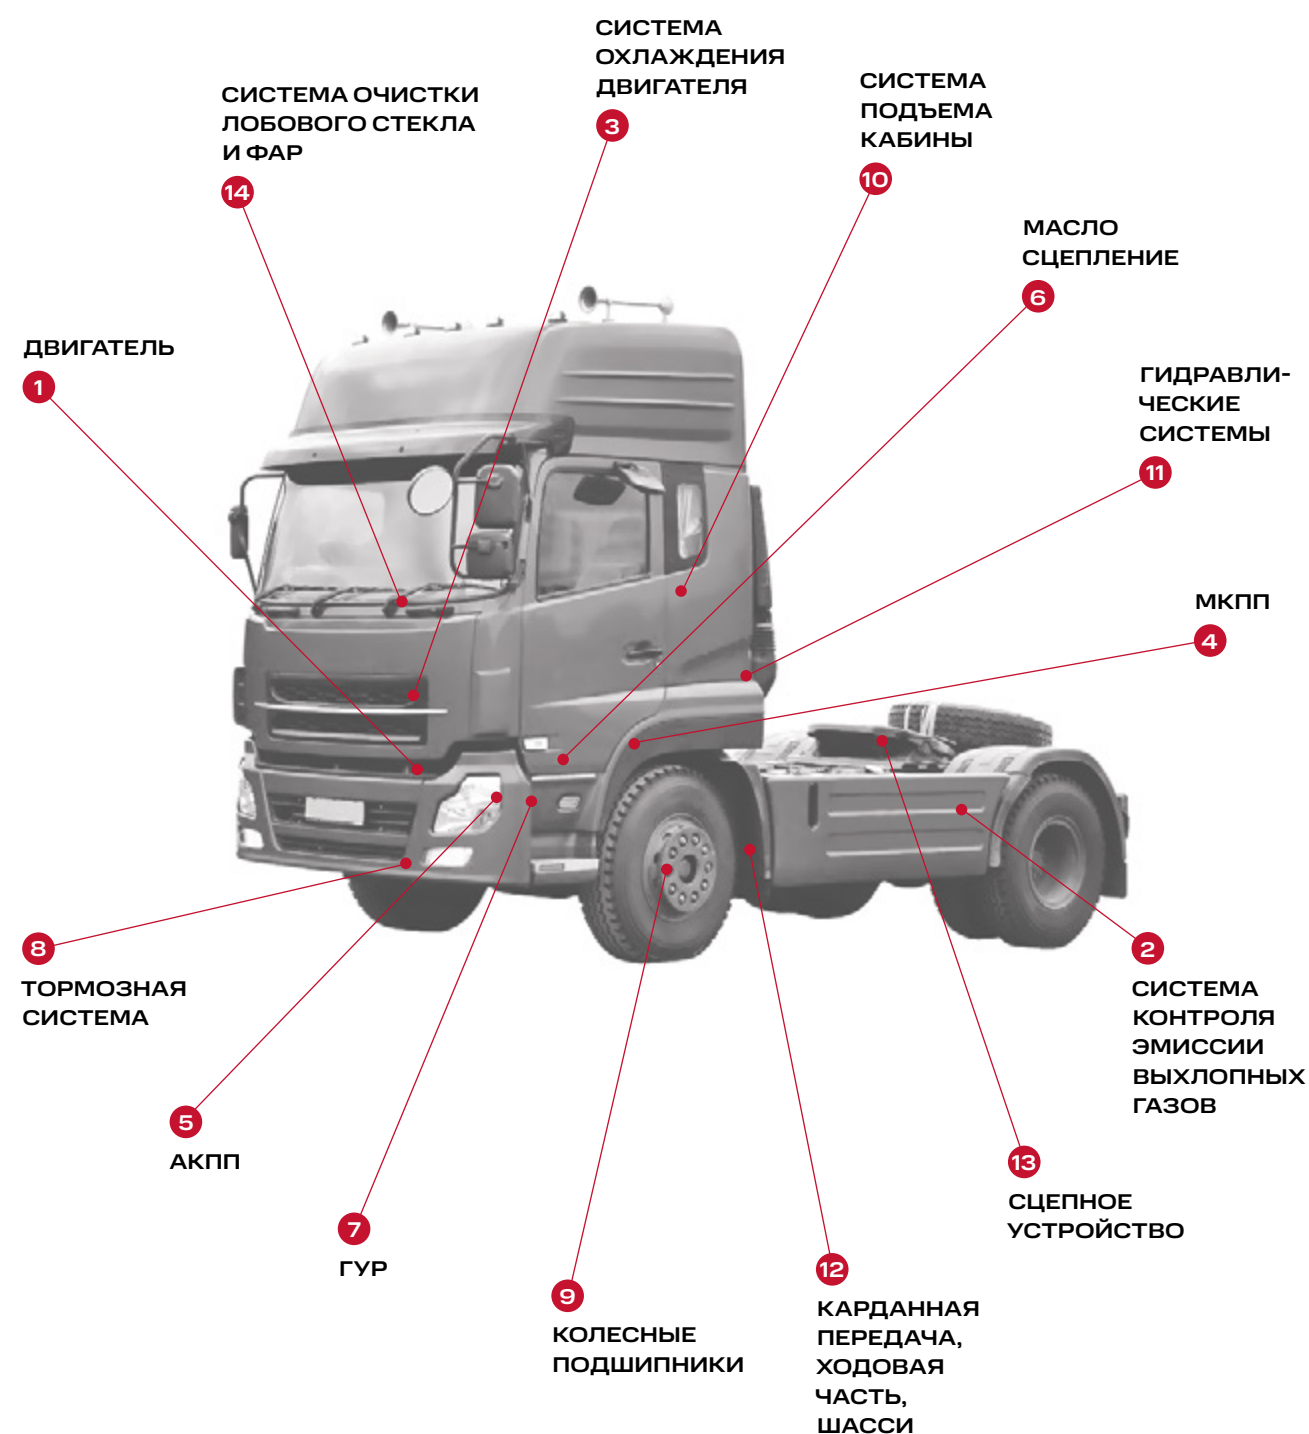 СИСТЕМА
ОХЛАЖДЕНИЯ
ДВИГАТЕЛЯ
3
СИСТЕМА ОЧИСТКИ
ЛОБОВОГО СТЕКЛА
И ФАР
14
СИСТЕМА
ПОДЪЕМА
КАБИНЫ
10
МАСЛО
СЦЕПЛЕНИЕ
6
ДВИГАТЕЛЬ
1
ГИДРАВЛИ-
ЧЕСКИЕ
СИСТЕМЫ
11
МКПП
4
8
ТОРМОЗНАЯ
СИСТЕМА
2
СИСТЕМА
КОНТРОЛЯ
ЭМИССИИ
ВЫХЛОПНЫХ
ГАЗОВ
5
АКПП
13
СЦЕПНОЕ
УСТРОЙСТВО
7
ГУР
9
КОЛЕСНЫЕ
ПОДШИПНИКИ
12
КАРДАННАЯ
ПЕРЕДАЧА,
ХОДОВАЯ
ЧАСТЬ,
ШАССИ